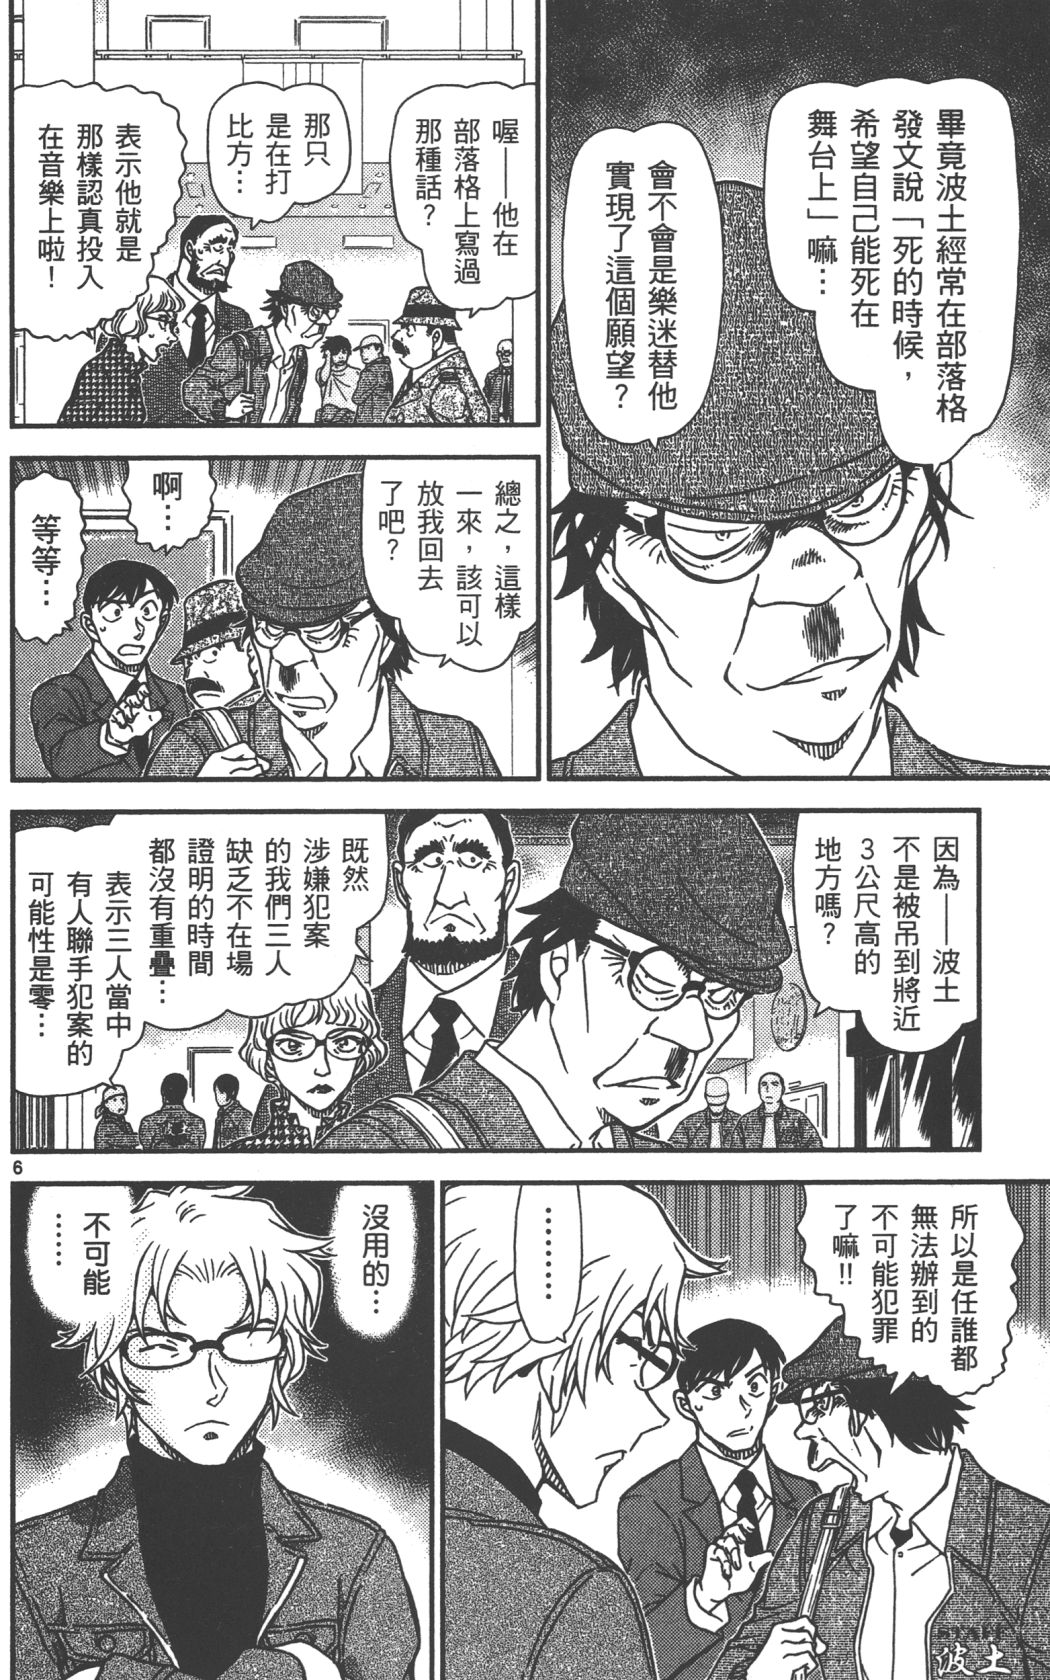 畢竟波土經常在部落格
發文說「死的時候，
希望自己能死在
舞台上」嘛…
會不會是樂迷替他
實現了這個願望？
喔——他在
部落格上寫過
那種話？
那只
是在打
比方…
表示他就是
那樣認真投入
在音樂上啦！
總之，這樣
一來，該可以
放我回去
了吧？
啊…
等等…
因為——波土
不是被吊到將近
3公尺高的
地方嗎？
既然
涉嫌犯案
的我們三人
缺乏不在場
證明的時間
都沒有重疊…
表示三人當中
有人聯手犯案的
可能性是零…
6
所以是任誰都
無法辦到的
不可能犯罪
了嘛!!
………
沒用的…
不可能
……
STAFF
波土